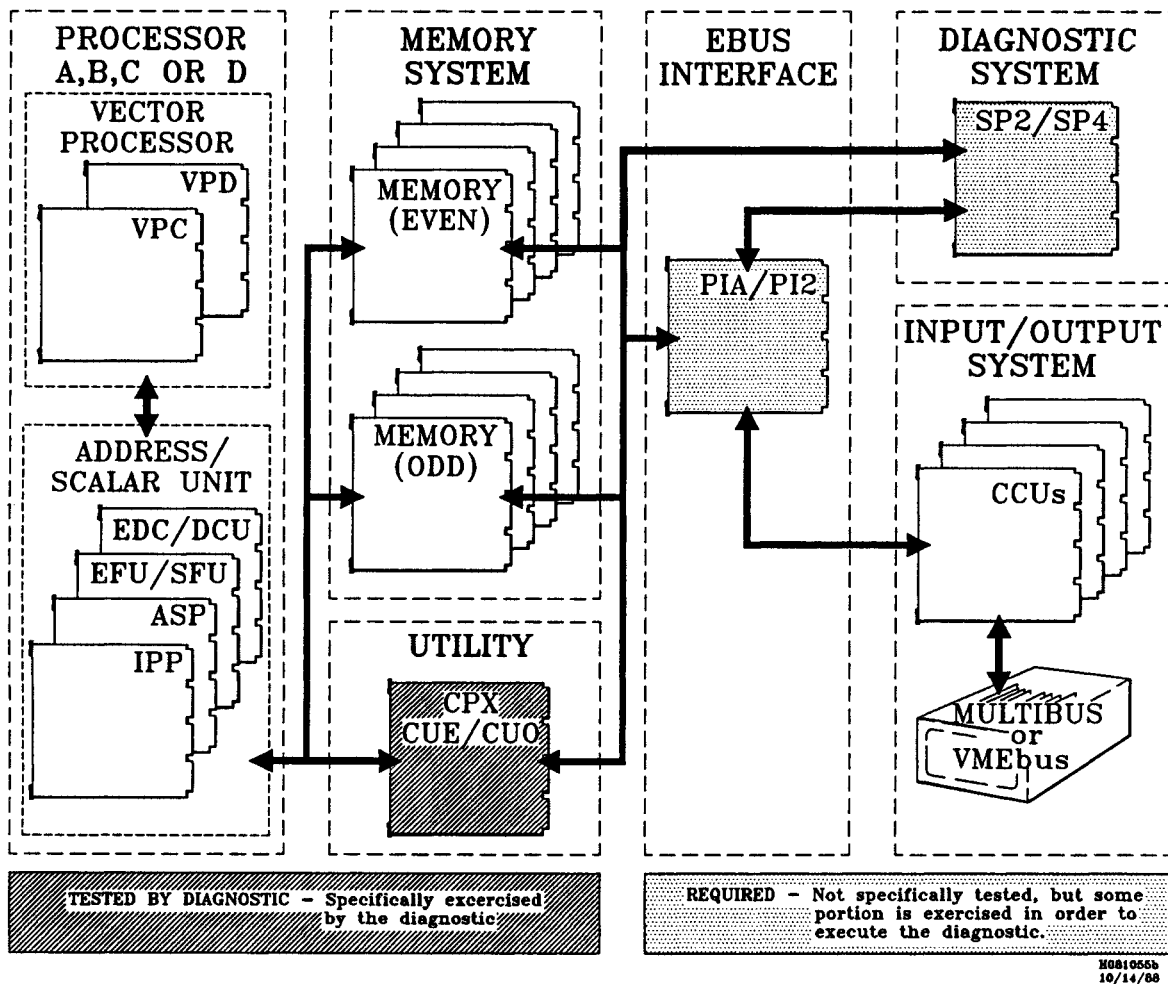 PROCESSOR
A,B,C OR D
VECTOR
PROCESSOR
VPD
VPC
ADDRESS/
SCALAR UNIT
EDC/DCU
EFU/SFU
ASP
IPP
MEMORY
SYSTEM
MEMORY
(EVEN)
MEMORY
(ODD)
UTILITY
CPX
CUE/CUO
EBUS
INTERFACE
PIA/PI2
DIAGNOSTIC
SYSTEM
SP2/SP4
INPUT/OUTPUT
SYSTEM
CCUs
MULTIBUS
or
VMEbus
TESTED BY DIAGNOSTIC - Specifically excercised
by the diagnostic
REQUIRED - Not specifically tested, but some
portion is exercised in order to
execute the diagnostic.
H081055b
10/14/88